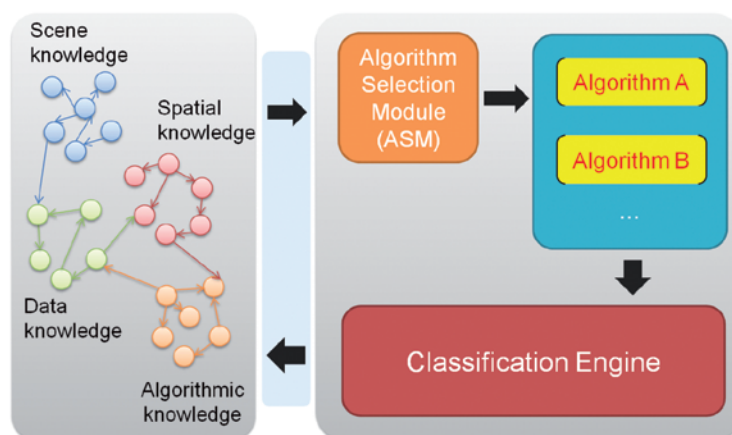 Scene
knowledge
Spatial
knowledge
Data
knowledge
Algorithmic
knowledge
Algorithm
Selection
Module
(ASM)
Algorithm A
Algorithm B
...
Classification Engine